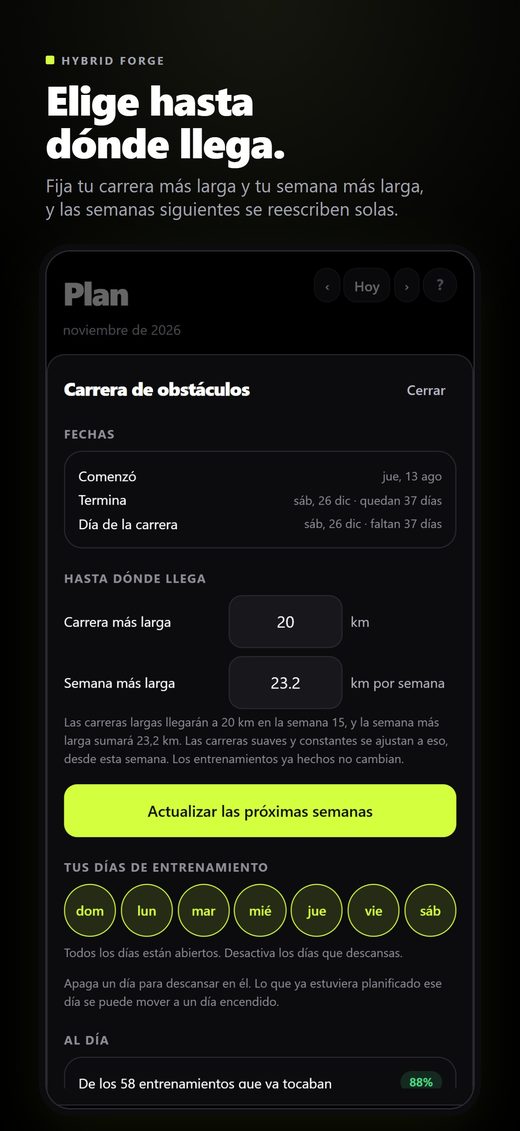 HYBRID FORGE
Elige hasta
dónde llega.
Fija tu carrera más larga y tu semana más larga,
y las semanas siguientes se reescriben solas.
Plan
‹ Hoy › ?
noviembre de 2026
Carrera de obstáculos Cerrar
FECHAS
Comenzó jue, 13 ago
Termina sáb, 26 dic · quedan 37 días
Día de la carrera sáb, 26 dic · faltan 37 días
HASTA DÓNDE LLEGA
Carrera más larga 20 km
Semana más larga 23.2 km por semana
Las carreras largas llegarán a 20 km en la semana 15, y la semana más
larga sumará 23,2 km. Las carreras suaves y constantes se ajustan a eso,
desde esta semana. Los entrenamientos ya hechos no cambian.
Actualizar las próximas semanas
TUS DÍAS DE ENTRENAMIENTO
dom lun mar mié jue vie sáb
Todos los días están abiertos. Desactiva los días que descansas.
Apaga un día para descansar en él. Lo que ya estuviera planificado ese
día se puede mover a un día encendido.
AL DÍA
De los 58 entrenamientos que ya tocaban 88%